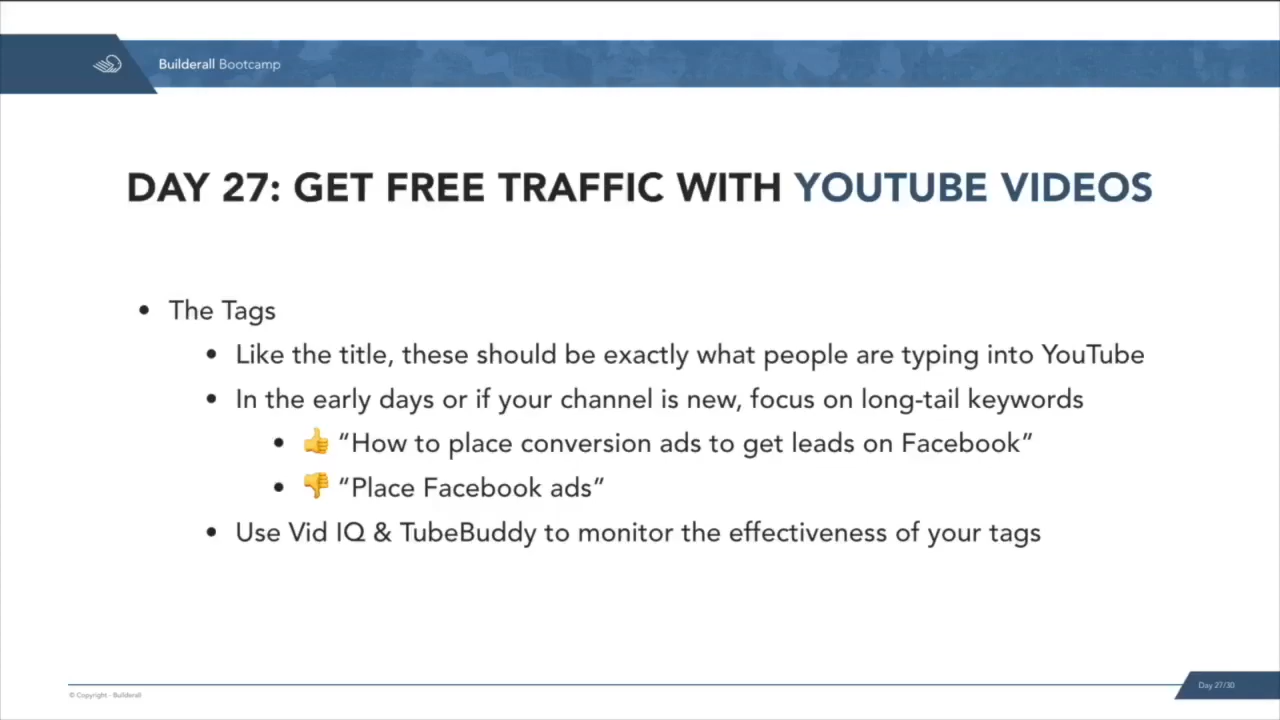 Builderall Bootcamp
DAY 27: GET FREE TRAFFIC WITH YOUTUBE VIDEOS
• The Tags
• Like the title, these should be exactly what people are typing into YouTube
• In the early days or if your channel is new, focus on long-tail keywords
• 👍 “How to place conversion ads to get leads on Facebook”
• 👎 “Place Facebook ads”
• Use Vid IQ & TubeBuddy to monitor the effectiveness of your tags
© Copyright - Builderall
Day 27/30